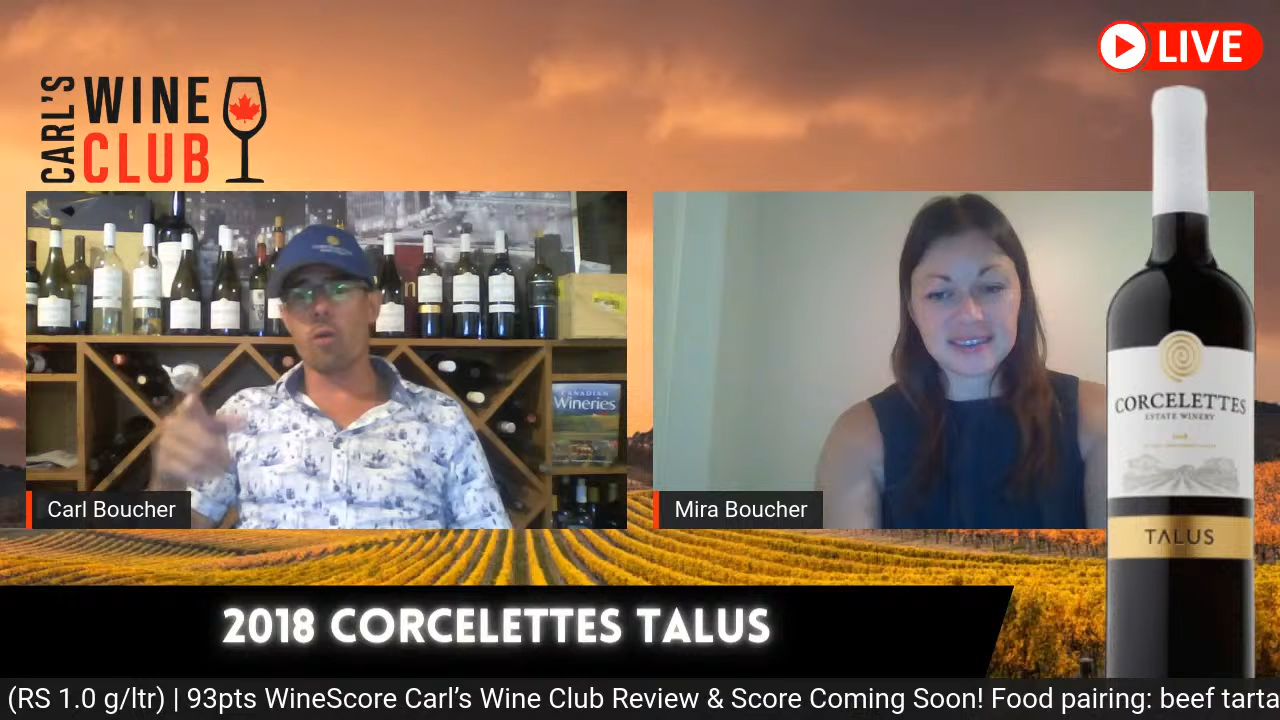 LIVE
CARL'S
WINE
CLUB
CANADIAN
Wineries
Carl Boucher
Mira Boucher
CORCELETTES
ESTATE WINERY
2018
TALUS
2018 CORCELETTES TALUS
(RS 1.0 g/ltr) | 93pts WineScore Carl’s Wine Club Review & Score Coming Soon! Food pairing: beef tarta